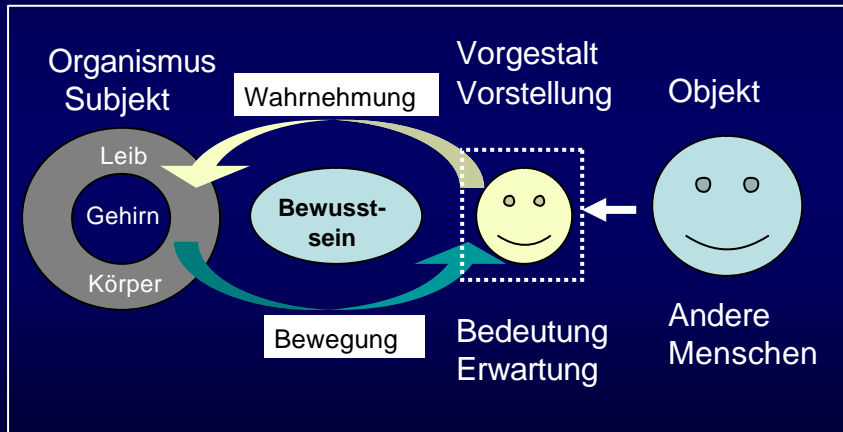 Organismus
Subjekt
Wahrnehmung
Vorgestalt
Vorstellung
Objekt
Leib
Gehirn
Körper
Bewusst-
sein
Bewegung
Bedeutung
Erwartung
Andere
Menschen